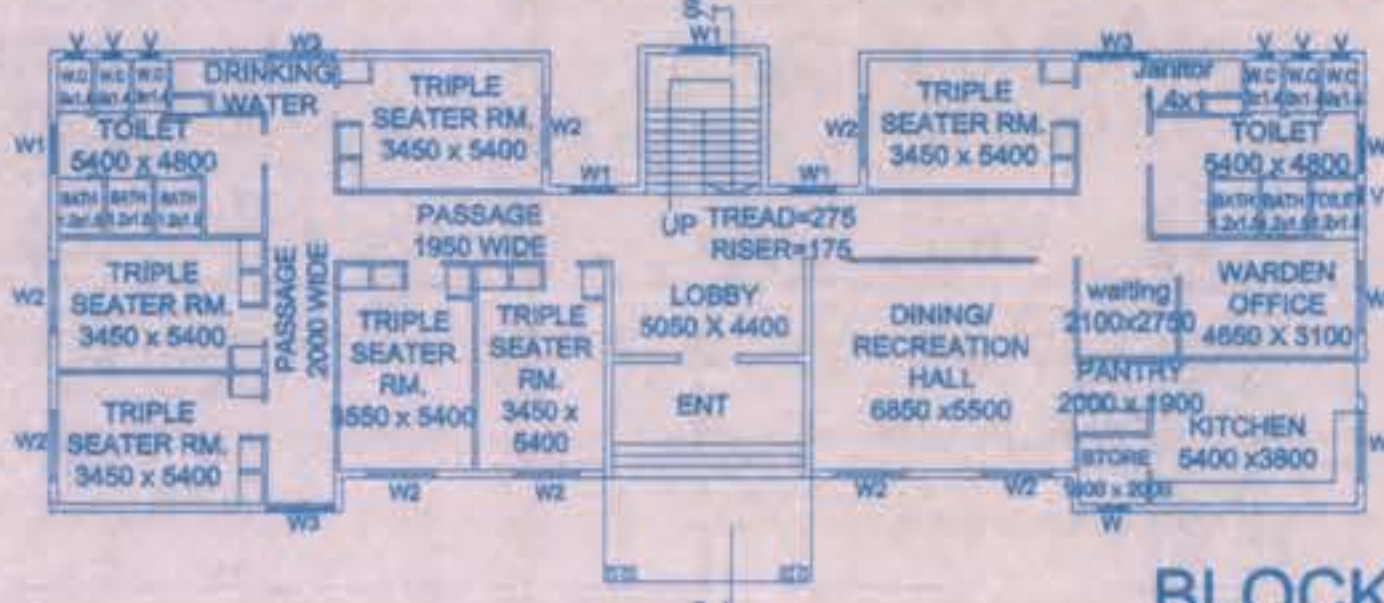 W1
V V V
W3
W3
V V V
W.C W.C W.C
DRINKING
WATER
TRIPLE
SEATER RM.
3450 x 5400
TRIPLE
SEATER RM.
3450 x 5400
Janitor
1.4x1
W.C W.C W.C
TOILET
5400 x 4800
TOILET
5400 x 4800
W1
W2
W1
W1
W2
BATH BATH BATH
BATH BATH TOILET
PASSAGE
1950 WIDE
UP
TREAD=275
RISER=175
TRIPLE
SEATER RM.
3450 x 5400
W2
PASSAGE
2000 WIDE
TRIPLE
SEATER
RM.
TRIPLE
SEATER
RM.
3450 x
5400
LOBBY
5050 X 4400
ENT
DINING/
RECREATION
HALL
6850 x5500
waiting
2100x2750
WARDEN
OFFICE
4650 X 3100
PANTRY
2000 x 1900
KITCHEN
5400 x3800
STORE
TRIPLE
SEATER RM.
3450 x 5400
W2
W3
W2
W2
W2
W2
W
BLOCK